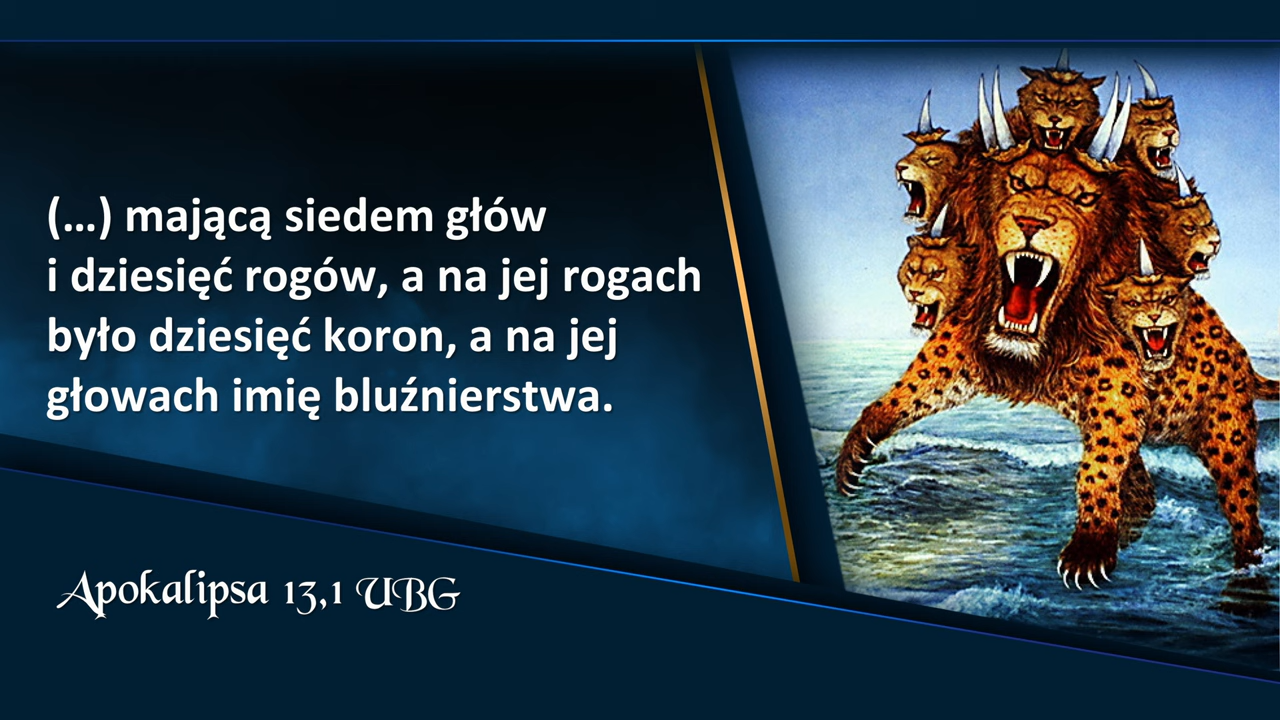 (...) mającą siedem głów
i dziesięć rogów, a na jej rogach
było dziesięć koron, a na jej
głowach imię bluźnierstwa.
Apokalipsa 13,1 UBG